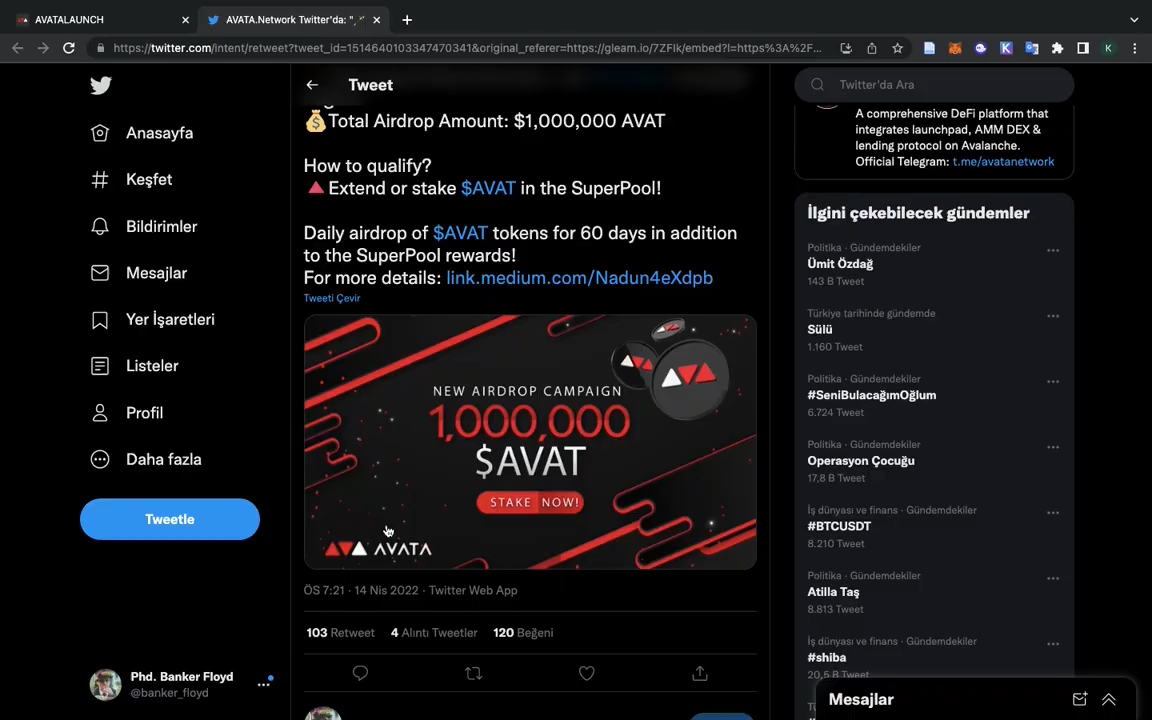 AVATALAUNCH
AVATA.Network Twitter'da: "
https://twitter.com/intent/retweet?tweet_id=1514640103347470341&original_referer=https://gleam.io/7ZFIk/embed?l=https%3A%2F...
K
K
Tweet
Total Airdrop Amount: $1,000,000 AVAT
How to qualify?
Extend or stake $AVAT in the SuperPool!
Daily airdrop of $AVAT tokens for 60 days in addition
to the SuperPool rewards!
For more details: link.medium.com/Nadun4eXdpb
Tweeti Çevir
NEW AIRDROP CAMPAIGN
1,000,000
$AVAT
STAKE NOW!
AVATA
ÖS 7:21 · 14 Nis 2022 · Twitter Web App
103 Retweet 4 Alıntı Tweetler 120 Beğeni
Anasayfa
Keşfet
Bildirimler
Mesajlar
Yer İşaretleri
Listeler
Profil
Daha fazla
Tweetle
Phd. Banker Floyd
@banker_floyd
Twitter'da Ara
A comprehensive DeFi platform that
integrates launchpad, AMM DEX &
lending protocol on Avalanche.
Official Telegram: t.me/avatanetwork
İlgini çekebilecek gündemler
Politika · Gündemdekiler
Ümit Özdağ
143 B Tweet
Türkiye tarihinde gündemde
Sülü
1.160 Tweet
Politika · Gündemdekiler
#SeniBulacağımOğlum
6.724 Tweet
Politika · Gündemdekiler
Operasyon Çocuğu
17,8 B Tweet
İş dünyası ve finans · Gündemdekiler
#BTCUSDT
8.210 Tweet
Politika · Gündemdekiler
Atilla Taş
8.813 Tweet
İş dünyası ve finans · Gündemdekiler
#shiba
20,5 B Tweet
Mesajlar